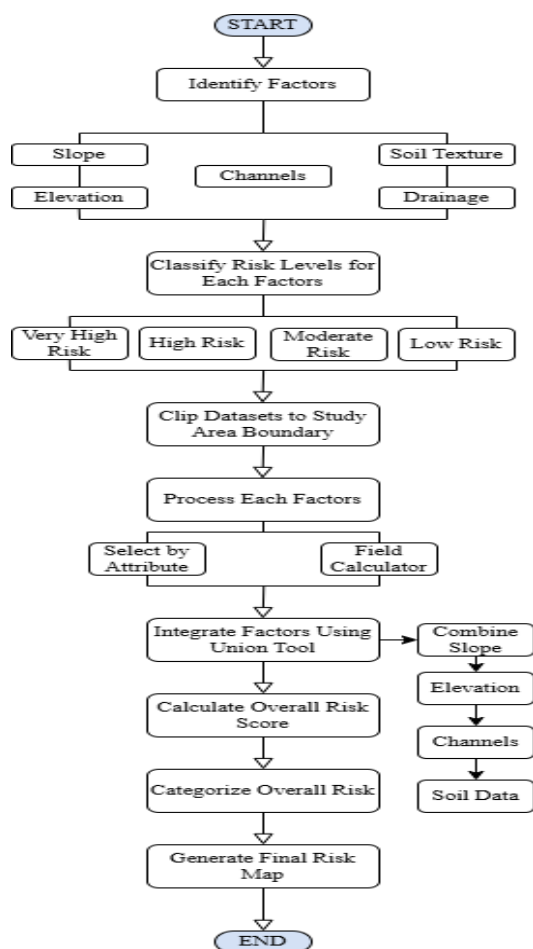 START
Identify Factors
Slope
Soil Texture
Channels
Elevation
Drainage
Classify Risk Levels for
Each Factors
Very High
Risk
High Risk
Moderate
Risk
Low Risk
Clip Datasets to Study
Area Boundary
Process Each Factors
Select by
Attribute
Field
Calculator
Integrate Factors Using
Union Tool
Combine
Slope
Elevation
Channels
Soil Data
Calculate Overall Risk
Score
Categorize Overall Risk
Generate Final Risk
Map
END